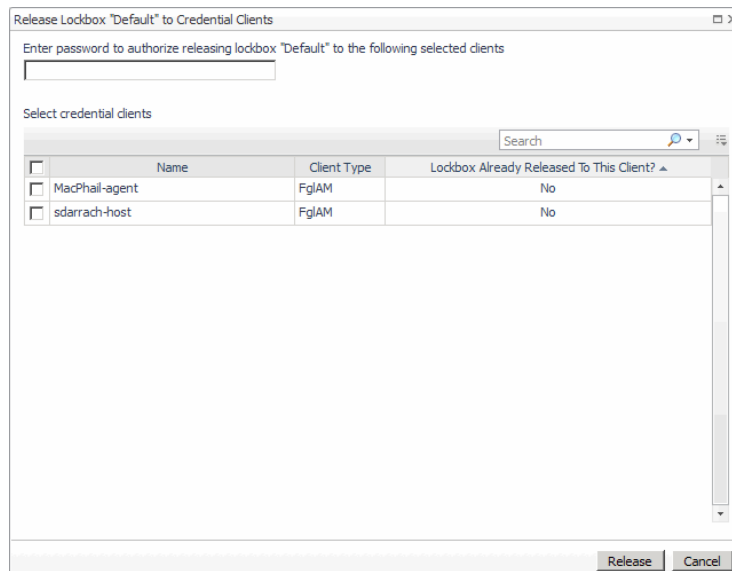 Release Lockbox "Default" to Credential Clients
Enter password to authorize releasing lockbox "Default" to the following selected clients
Select credential clients
Search
Name Client Type Lockbox Already Released To This Client?
MacPhail-agent FglAM No
sdarrach-host FglAM No
Release Cancel